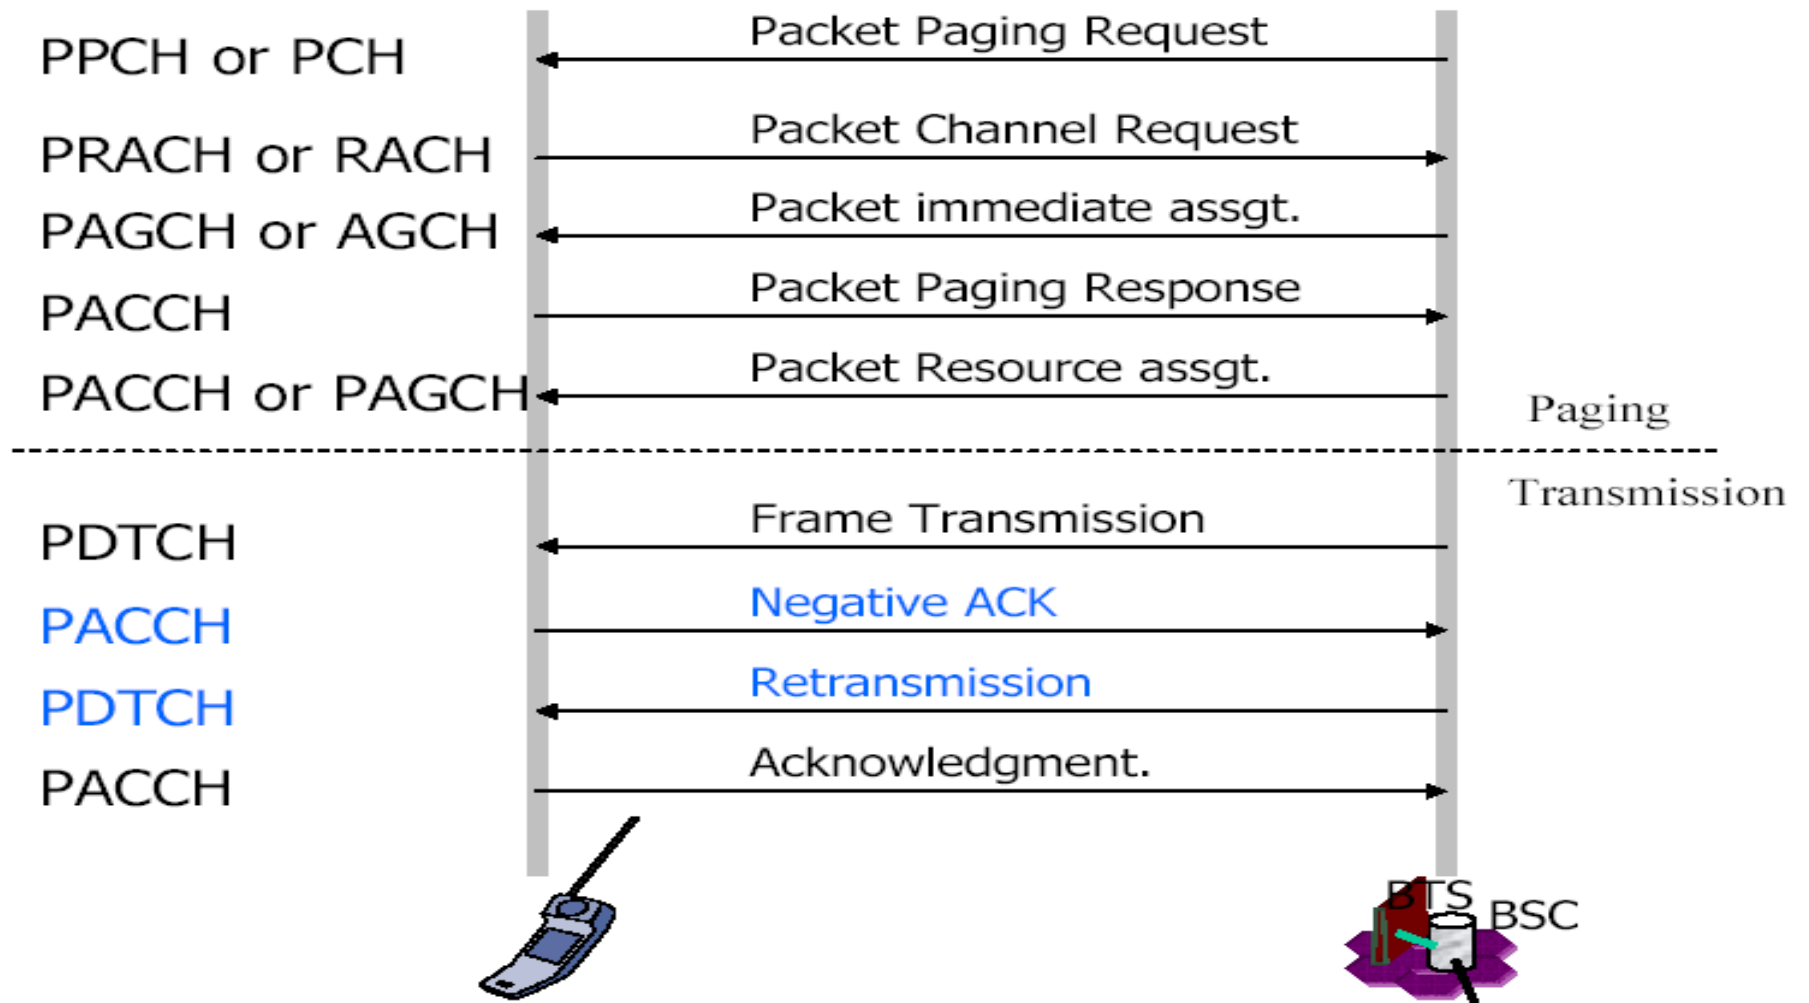 Packet Paging Request
PPCH or PCH
Packet Channel Request
PRACH or RACH
Packet immediate assgt.
PAGCH or AGCH
Packet Paging Response
PACCH
Packet Resource assgt.
PACCH or PAGCH
Paging
Transmission
Frame Transmission
PDTCH
Negative ACK
PACCH
Retransmission
PDTCH
Acknowledgment.
PACCH
BTS
BSC